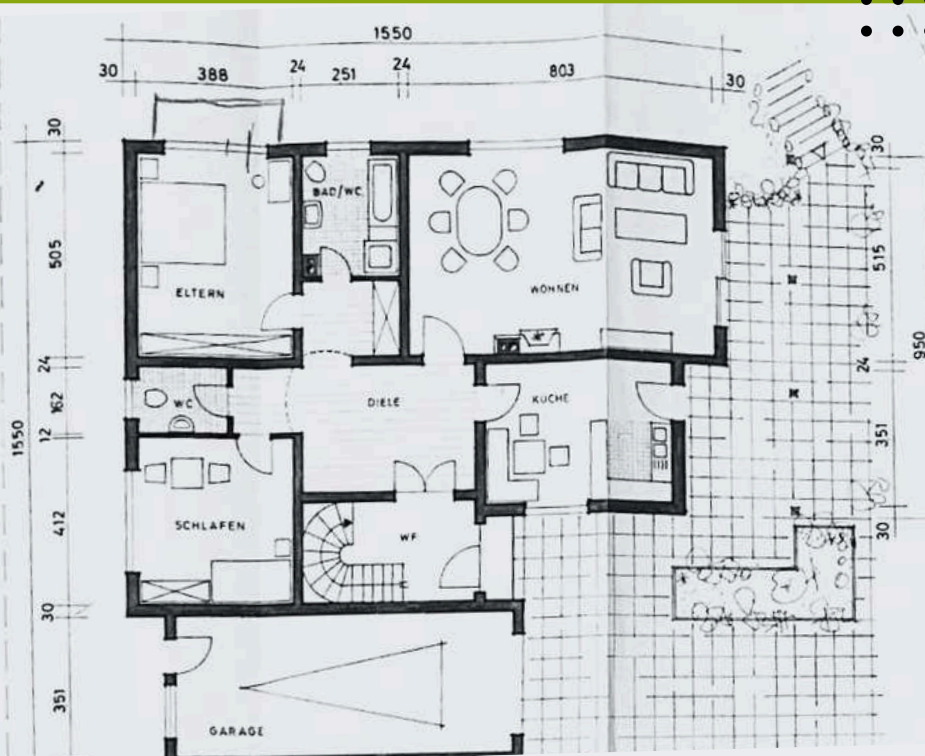 1550
30 388 24 251 24 803 30
30
505
24
162
12
412
30
351
1550
30
515
24
351
30
950
BAD/WC
ELTERN
WOHNEN
WC
DIELE
KÜCHE
SCHLAFEN
WF
GARAGE